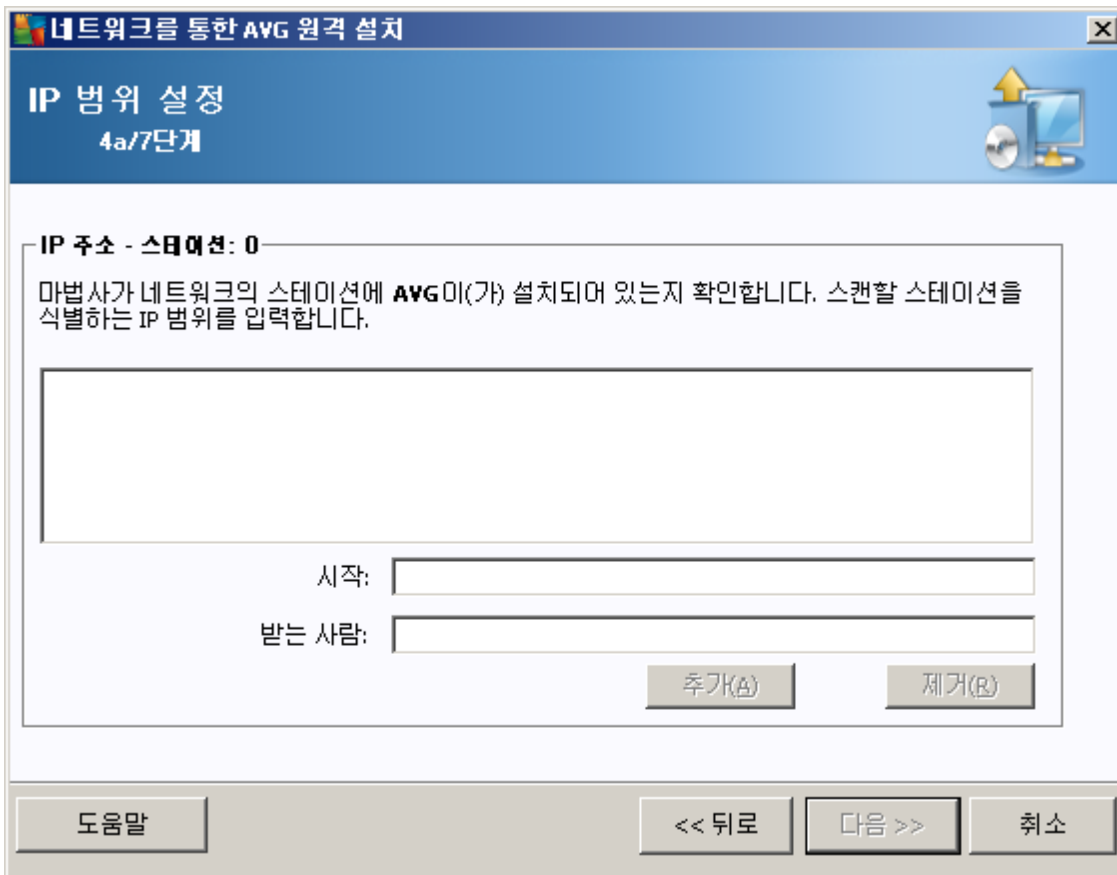 네트워크를 통한 AVG 원격 설치
IP 범위 설정
4a/7단계
IP 주소 - 스테이션: 0
마법사가 네트워크의 스테이션에 AVG이(가) 설치되어 있는지 확인합니다. 스캔할 스테이션을
식별하는 IP 범위를 입력합니다.
시작:
받는 사람:
추가(A)
제거(R)
도움말
<< 뒤로
다음 >>
취소